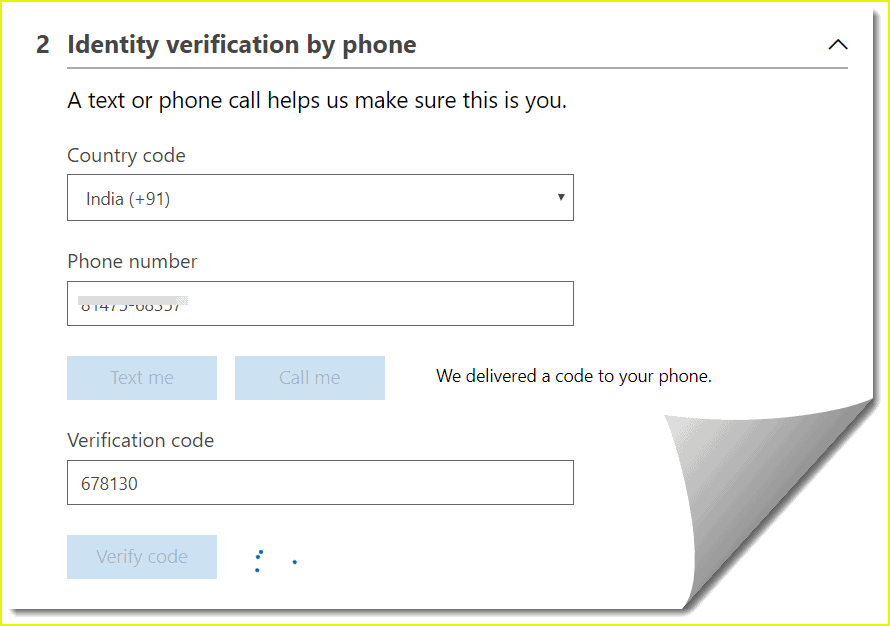 2 Identity verification by phone
A text or phone call helps us make sure this is you.
Country code
India (+91)
Phone number
Text me Call me We delivered a code to your phone.
Verification code
678130
Verify code